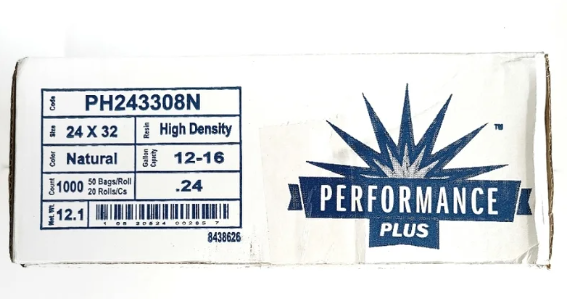 Code PH243308N
Size 24 X 32 Resin High Density
Color Natural Gallon Capacity 12-16
Count 1000 50 Bags/Roll 20 Rolls/Cs .24
Net. Wt. 12.1
8438626
™
PERFORMANCE
PLUS